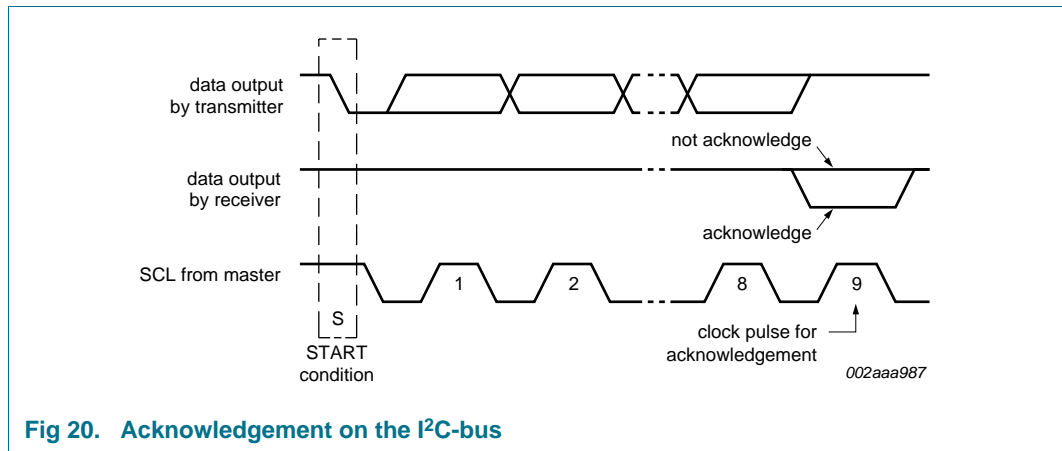 data output
by transmitter
not acknowledge
data output
by receiver
acknowledge
SCL from master
1
2
8
9
S
START
condition
clock pulse for
acknowledgement
002aaa987
Fig 20. Acknowledgement on the I²C-bus